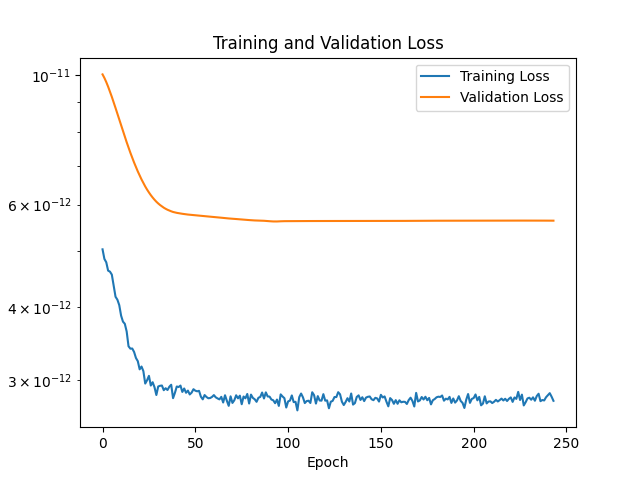 Training and Validation Loss
Training Loss
Validation Loss
10⁻¹¹
6 × 10⁻¹²
4 × 10⁻¹²
3 × 10⁻¹²
0 50 100 150 200 250
Epoch